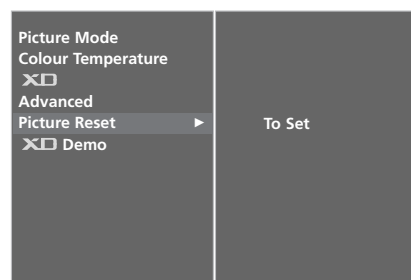 Picture Mode
Colour Temperature
XD
Advanced
Picture Reset ►
To Set
XD Demo